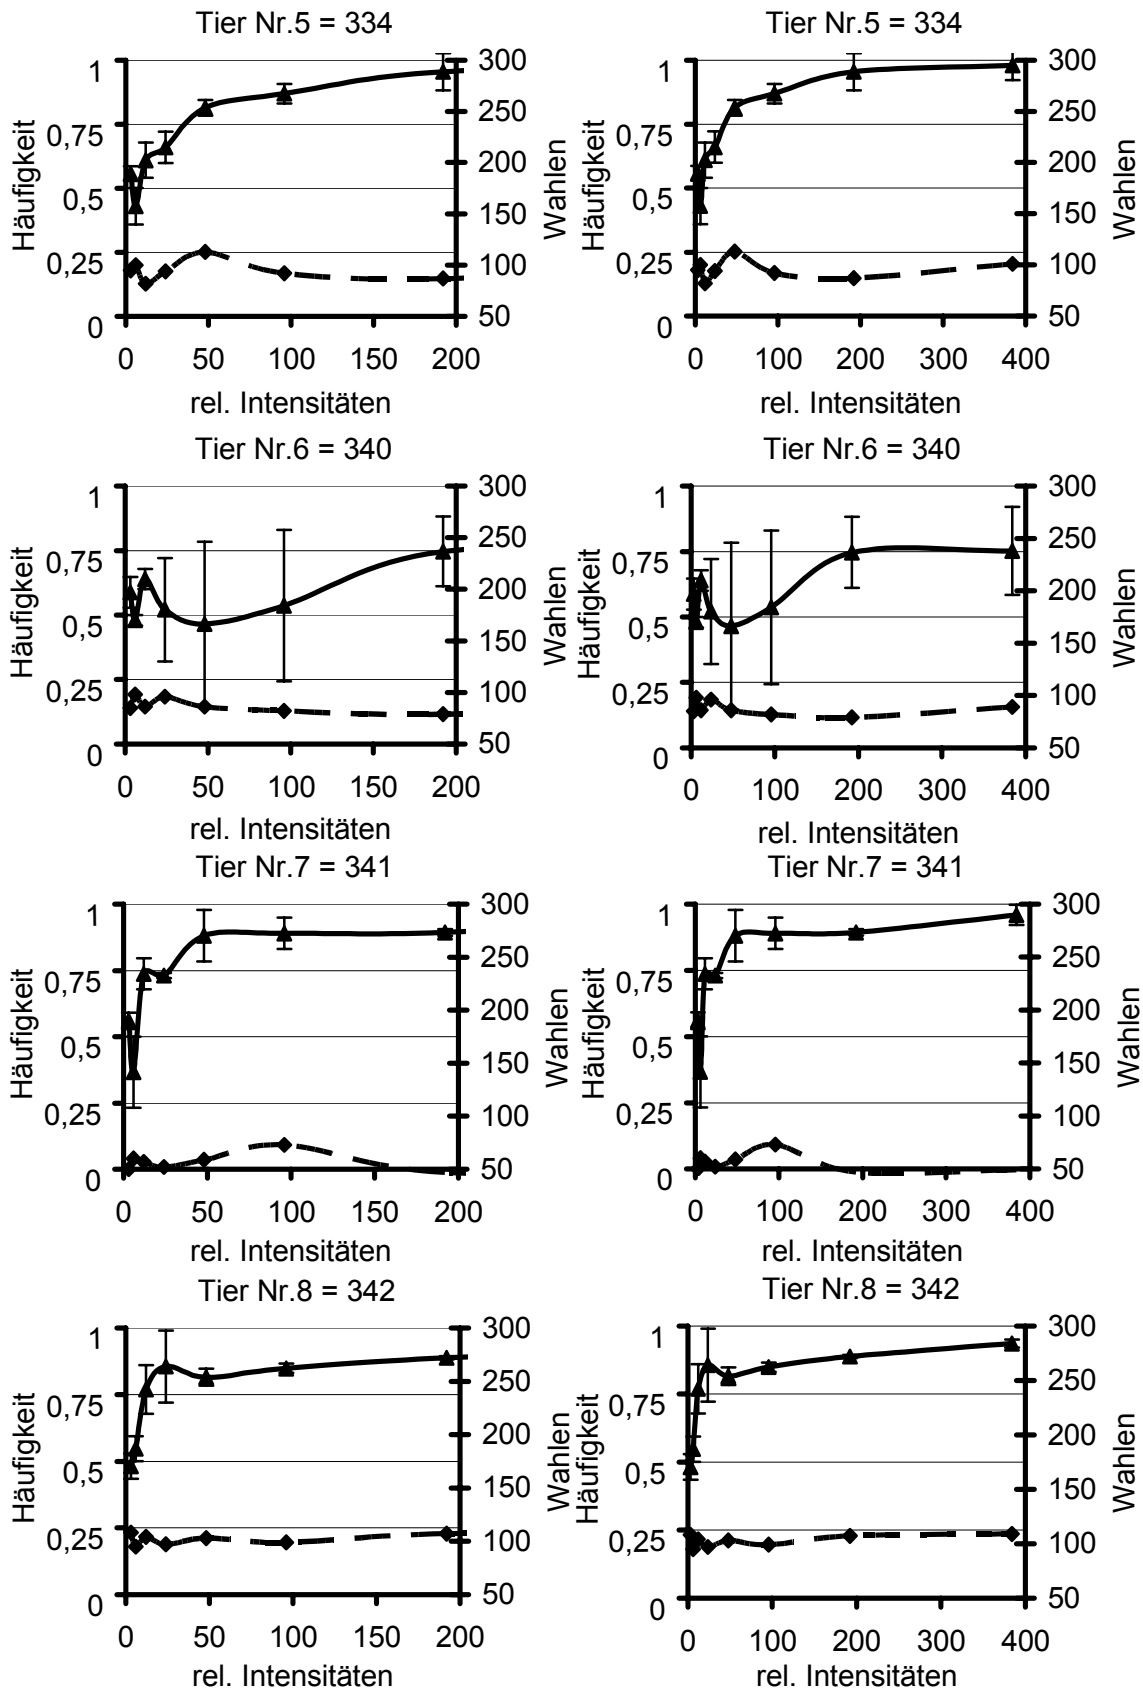 Tier Nr.5 = 334
Häufigkeit
1
0,75
0,5
0,25
0
300
250
200
150
100
50
Wahlen
0 50 100 150 200
rel. Intensitäten
Tier Nr.5 = 334
Häufigkeit
1
0,75
0,5
0,25
0
300
250
200
150
100
50
Wahlen
0 100 200 300 400
rel. Intensitäten
Tier Nr.6 = 340
Häufigkeit
1
0,75
0,5
0,25
0
300
250
200
150
100
50
Wahlen
0 50 100 150 200
rel. Intensitäten
Tier Nr.6 = 340
Häufigkeit
1
0,75
0,5
0,25
0
300
250
200
150
100
50
Wahlen
0 100 200 300 400
rel. Intensitäten
Tier Nr.7 = 341
Häufigkeit
1
0,75
0,5
0,25
0
300
250
200
150
100
50
Wahlen
0 50 100 150 200
rel. Intensitäten
Tier Nr.7 = 341
Häufigkeit
1
0,75
0,5
0,25
0
300
250
200
150
100
50
Wahlen
0 100 200 300 400
rel. Intensitäten
Tier Nr.8 = 342
Häufigkeit
1
0,75
0,5
0,25
0
300
250
200
150
100
50
Wahlen
0 50 100 150 200
rel. Intensitäten
Tier Nr.8 = 342
Häufigkeit
1
0,75
0,5
0,25
0
300
250
200
150
100
50
Wahlen
0 100 200 300 400
rel. Intensitäten